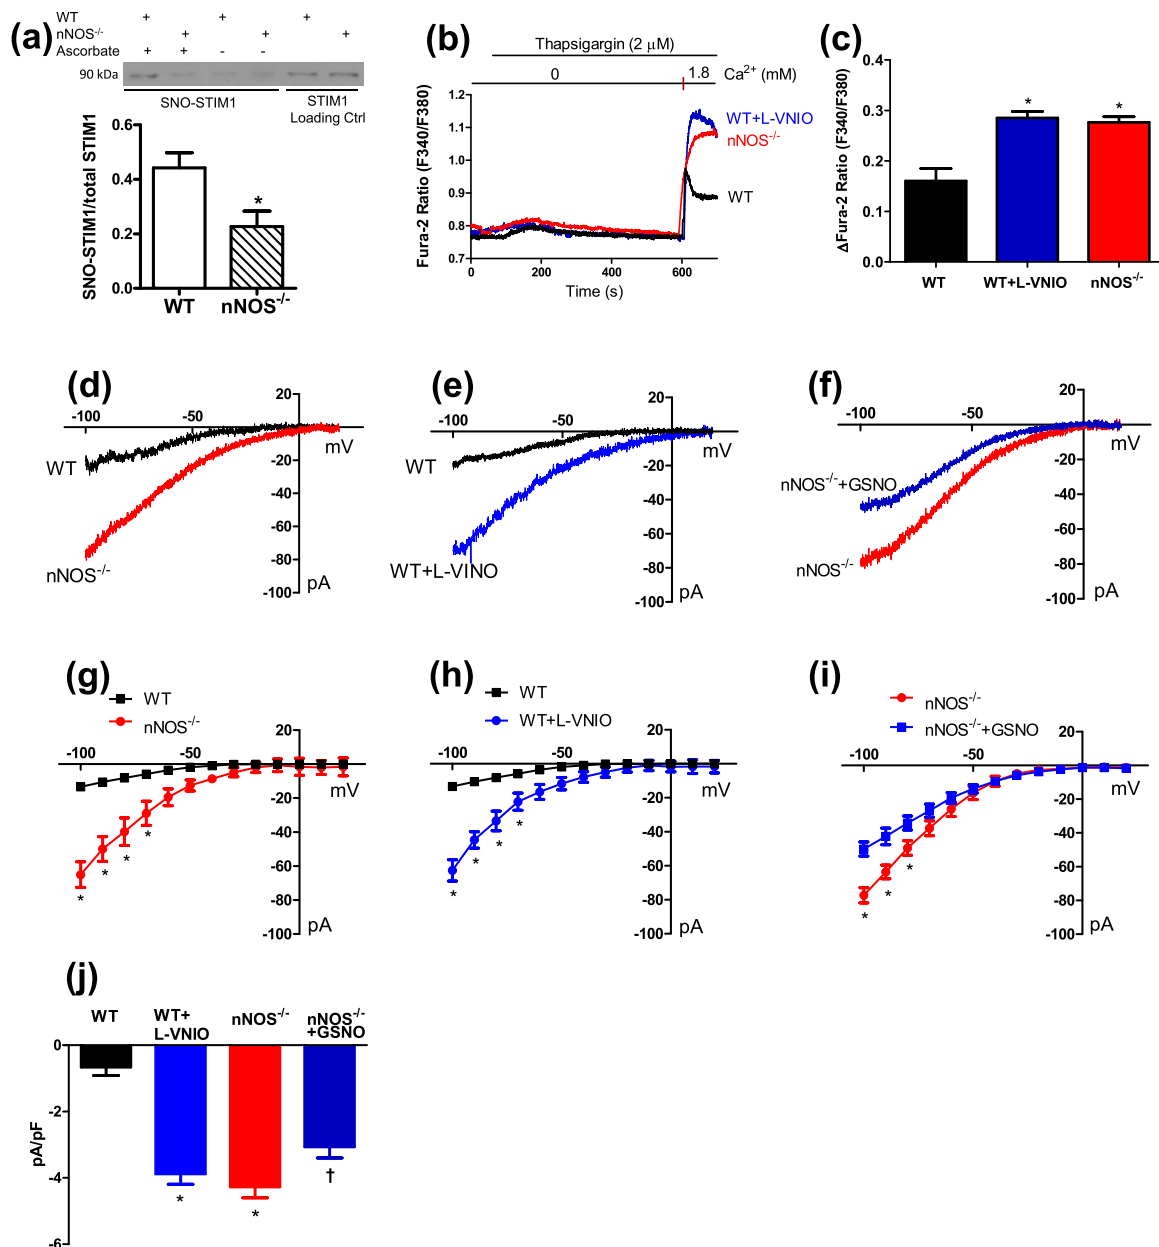 (a)
WT + +  +
nNOS-/- + + +
Ascorbate + + - -
90 kDa
SNO-STIM1
STIM1
Loading Ctrl
SNO-STIM1/total STIM1
0.6
0.4
0.2
0.0
*
WT nNOS-/-
(b)
Thapsigargin (2 μM)
0 1.8 Ca2+ (mM)
Fura-2 Ratio (F340/F380)
1.2
1.1
1.0
0.9
0.8
0.7
WT+L-VNIO
nNOS-/-
WT
0 200 400 600
Time (s)
(c)
ΔFura-2 Ratio (F340/F380)
0.4
0.3
0.2
0.1
0.0
* *
WT WT+L-VNIO nNOS-/-
(d)
20
-100 -50
mV
-20
-40
-60
-80
-100
pA
WT
nNOS-/-
(e)
20
-100 -50
mV
-20
-40
-60
-80
-100
pA
WT
WT+L-VINO
(f)
20
-100 -50
mV
-20
-40
-60
-80
-100
pA
nNOS-/-+GSNO
nNOS-/-
(g)
WT
nNOS-/-
20
-100 -50
mV
-20
-40
-60
-80
-100
pA
* * * *
(h)
WT
WT+L-VNIO
20
-100 -50
mV
-20
-40
-60
-80
-100
pA
* * * *
(i)
nNOS-/-
nNOS-/-+GSNO
20
-100 -50
mV
-20
-40
-60
-80
-100
pA
* * *
(j)
WT
WT+
L-VNIO
nNOS-/-
nNOS-/-
+GSNO
pA/pF
0
-2
-4
-6
* * †